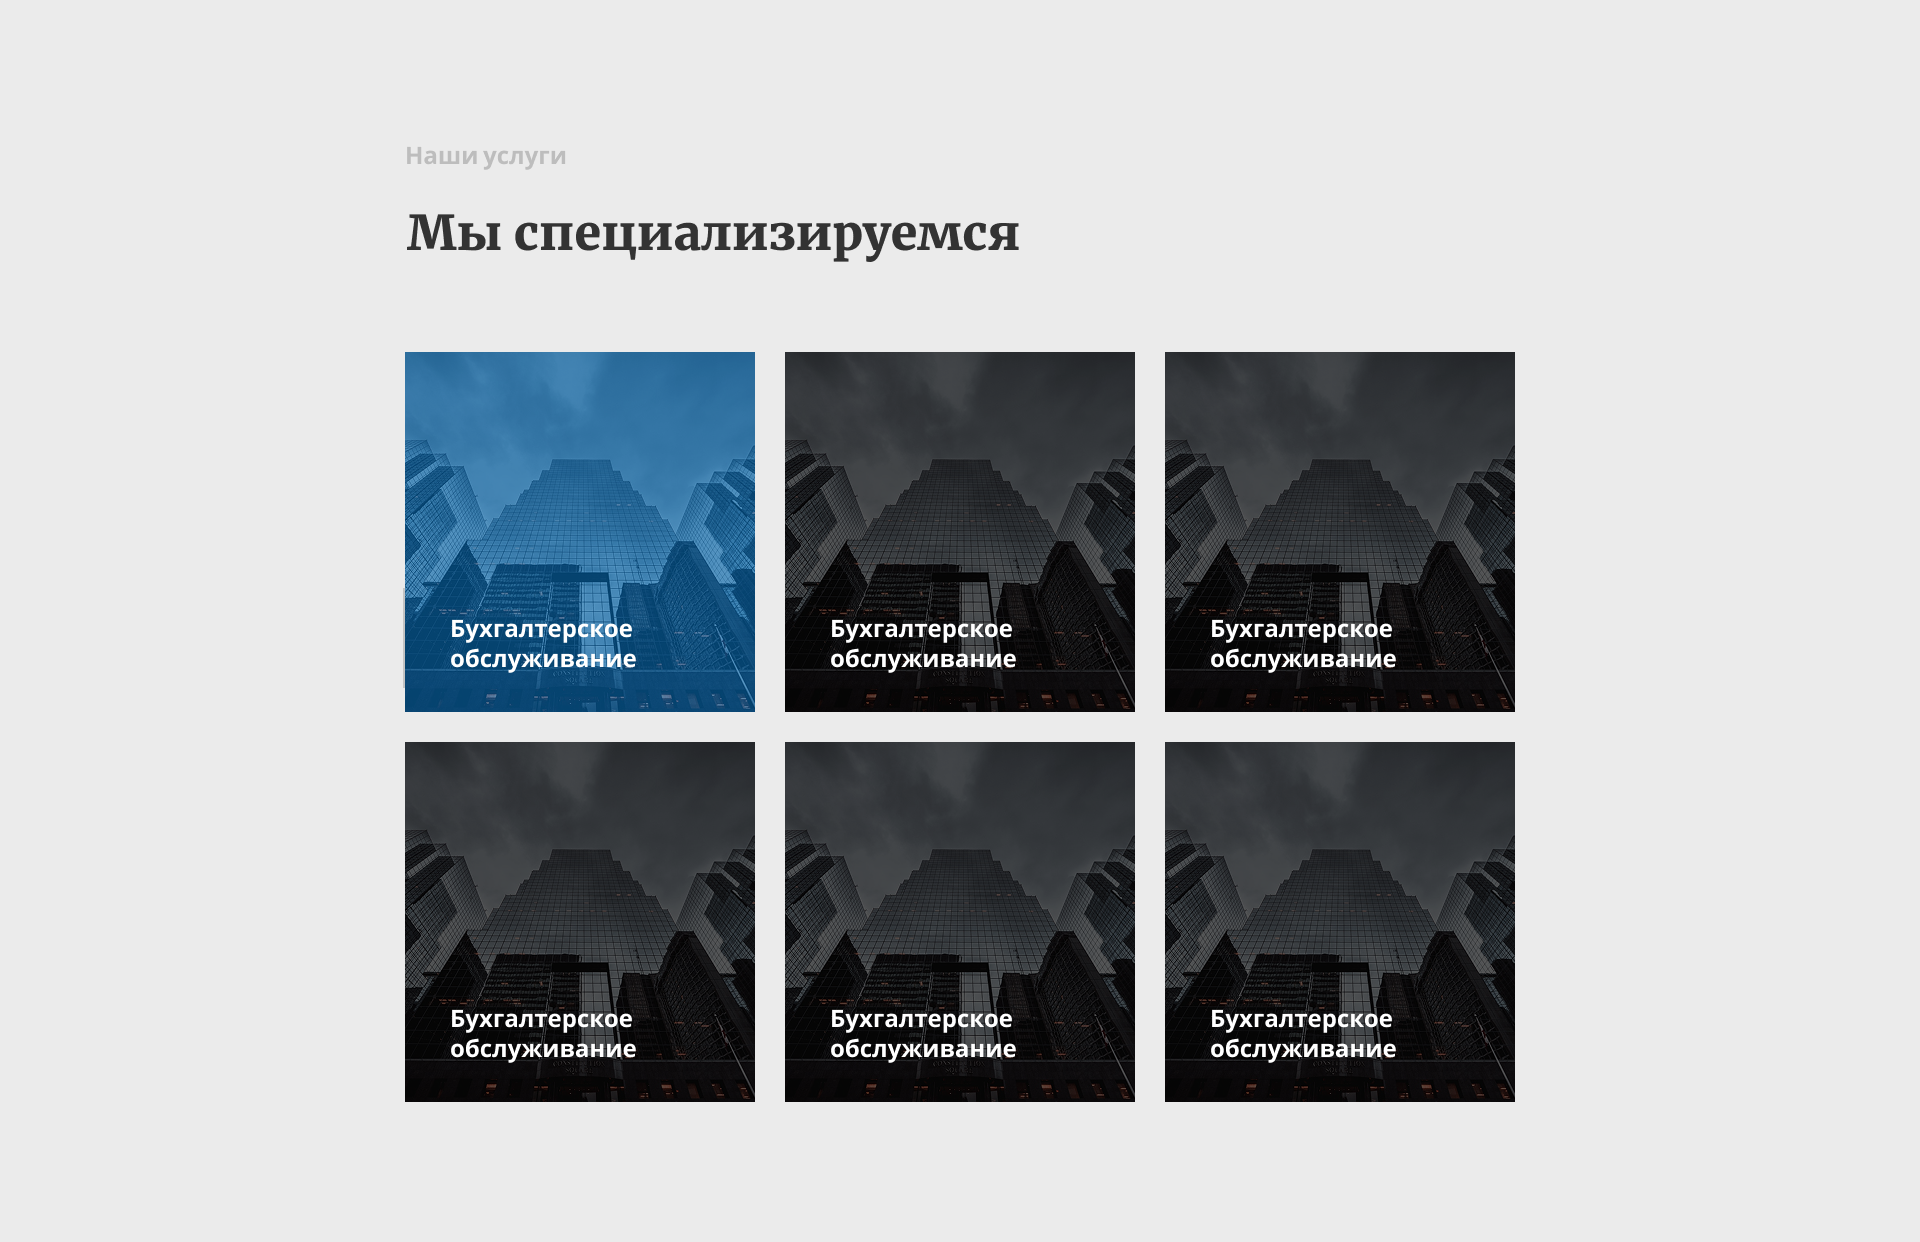 Наши услуги
Мы специализируемся
Бухгалтерское
обслуживание
Бухгалтерское
обслуживание
Бухгалтерское
обслуживание
Бухгалтерское
обслуживание
Бухгалтерское
обслуживание
Бухгалтерское
обслуживание